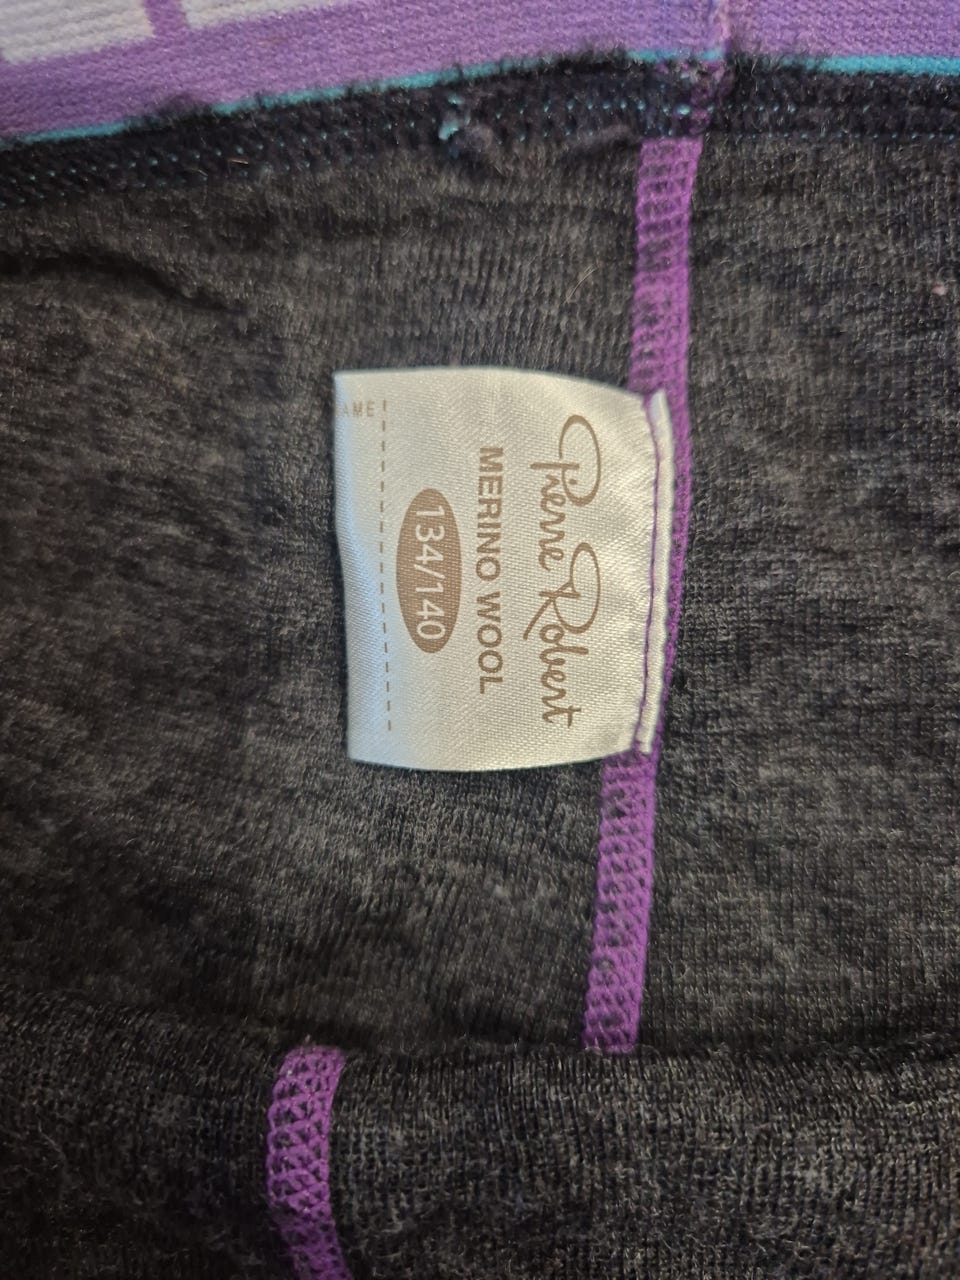 Pierre Robert
MERINO WOOL
134/140
AME